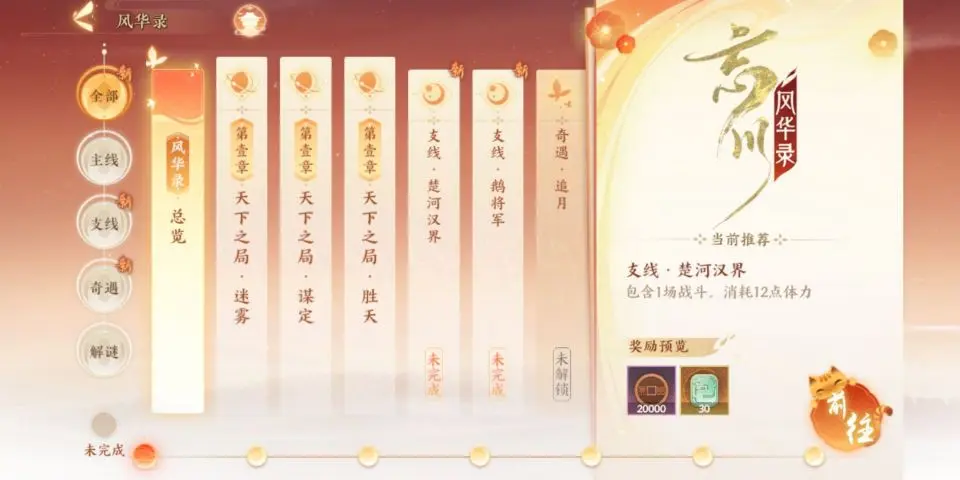 风华录
全部
新
主线
支线
新
奇遇
新
解谜
未完成
风华录
总览
第壹章
天下之局·迷雾
第壹章
天下之局·谋定
第壹章
天下之局·胜天
新
支线·楚河汉界
未完成
新
支线·鹅将军
未完成
奇遇·追月
未解锁
忘川
风华录
当前推荐
支线·楚河汉界
包含1场战斗。消耗12点体力
奖励预览
20000
30
前往